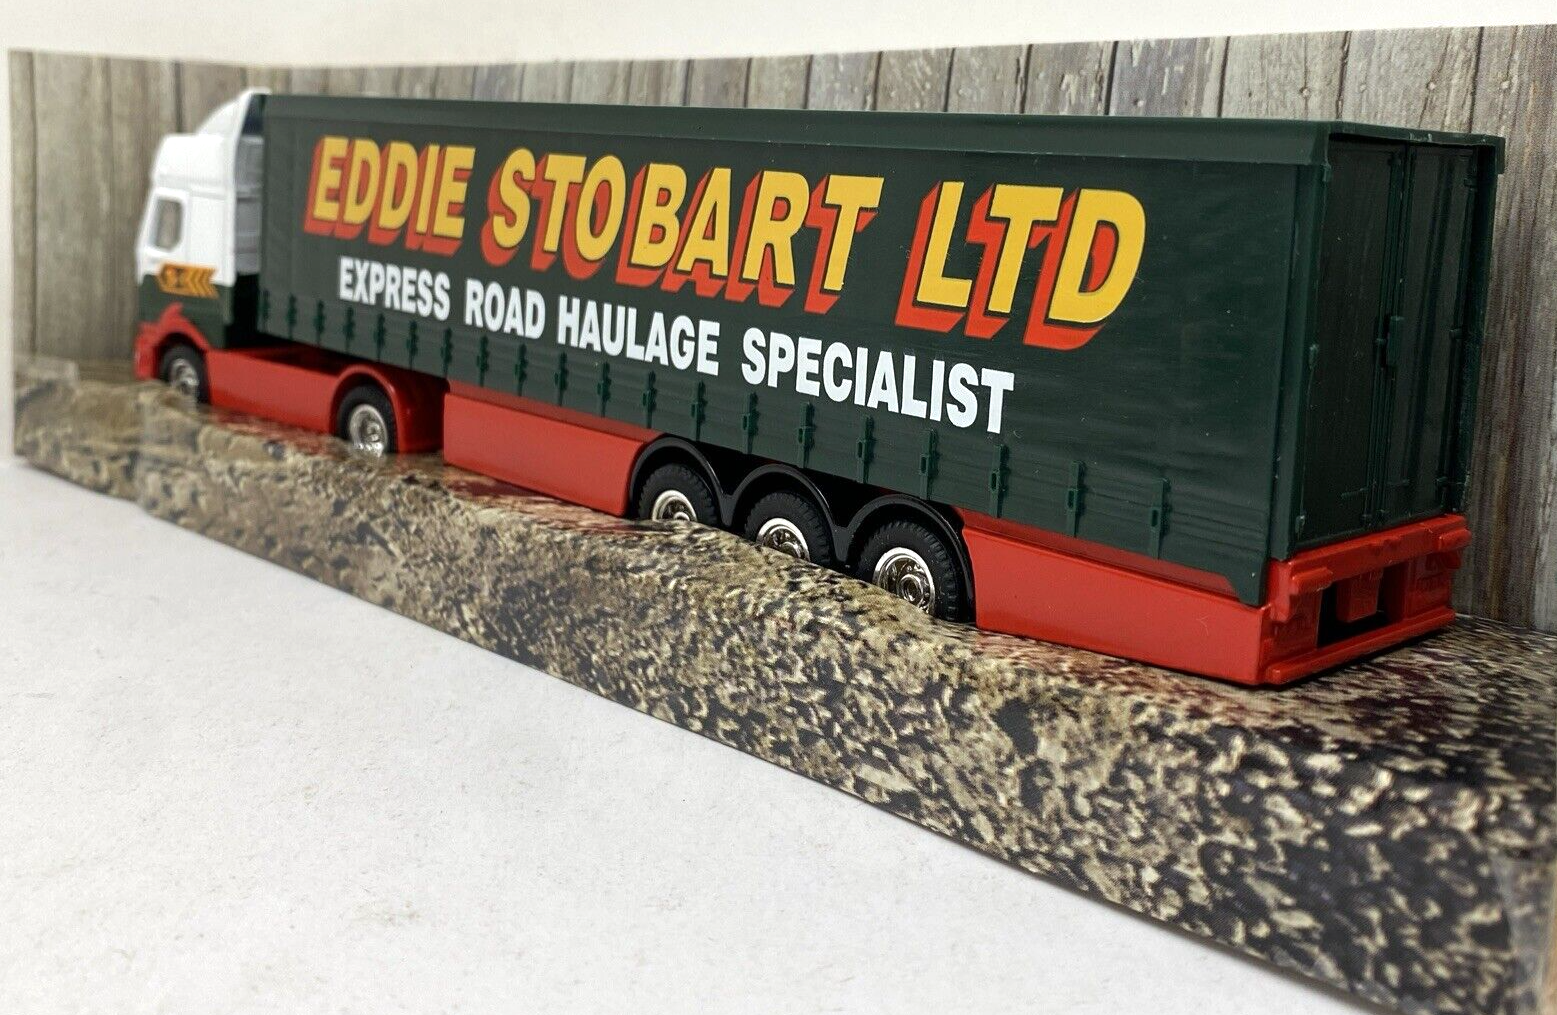 EDDIE STOBART LTD
EXPRESS ROAD HAULAGE SPECIALIST